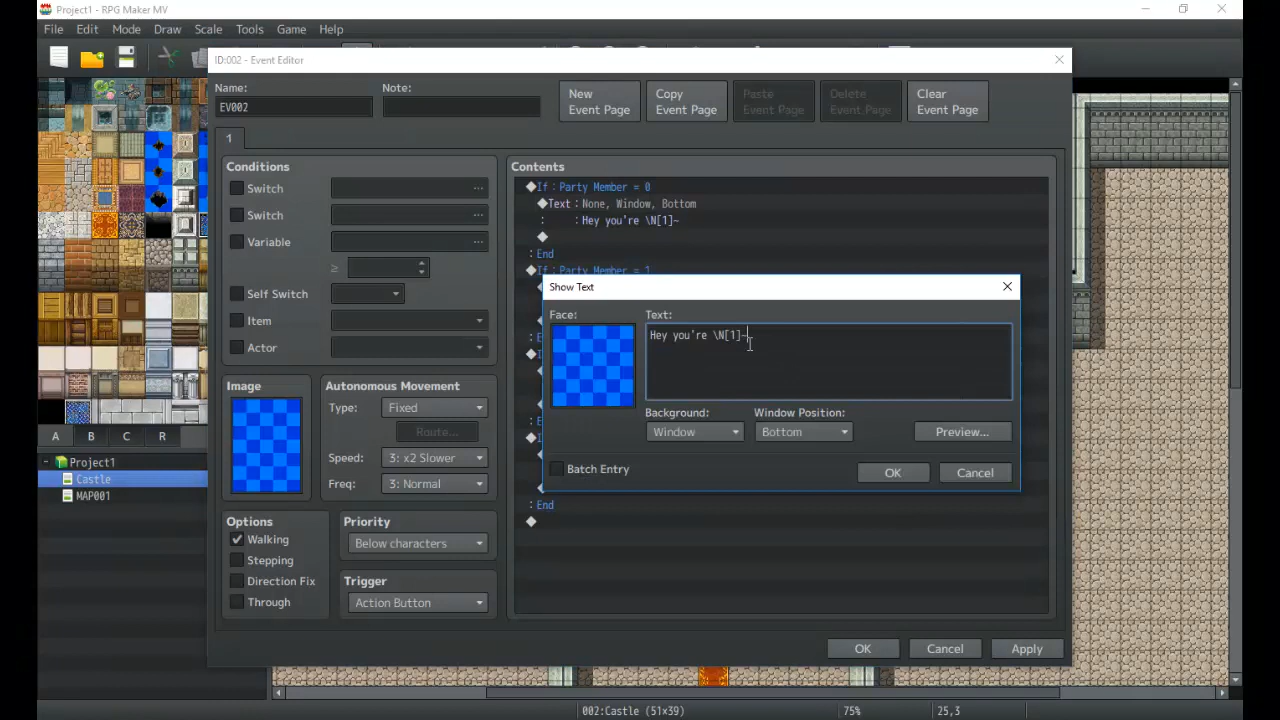 Project1 - RPG Maker MV
File Edit Mode Draw Scale Tools Game Help
ID:002 - Event Editor
Name: Note:
EV002
New Event Page
Copy Event Page
Paste Event Page
Delete Event Page
Clear Event Page
1
Conditions
Switch ...
Switch ...
Variable ...
≥
Self Switch
Item
Actor
Image
Autonomous Movement
Type: Fixed
Route...
Speed: 3: x2 Slower
Freq: 3: Normal
Options
Walking
Stepping
Direction Fix
Through
Priority
Below characters
Trigger
Action Button
Contents
◆If : Party Member = 0
◆Text : None, Window, Bottom
: : Hey you're \N[1]~
◆
: End
◆If : Party Member = 1
: End
◆
Show Text
Face: Text:
Hey you're \N[1]~
Background: Window Position:
Window Bottom Preview...
Batch Entry OK Cancel
OK Cancel Apply
A B C R
Project1
Castle
MAP001
002:Castle (51x39) 75% 25,3